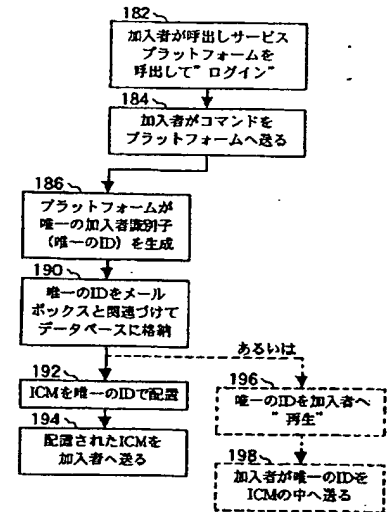 182
加入者が呼出しサービス
プラットフォームを
呼出して"ログイン"
184
加入者がコマンドを
プラットフォームへ送る
186
プラットフォームが
唯一の加入者識別子
(唯一のID)を生成
190
唯一のIDをメール
ボックスと関連づけて
データベースに格納
あるいは
192
ICMを唯一のIDで配置
194
配置されたICMを
加入者へ送る
196
唯一のIDを加入者へ
"再生"
198
加入者が唯一のIDを
ICMの中へ送る